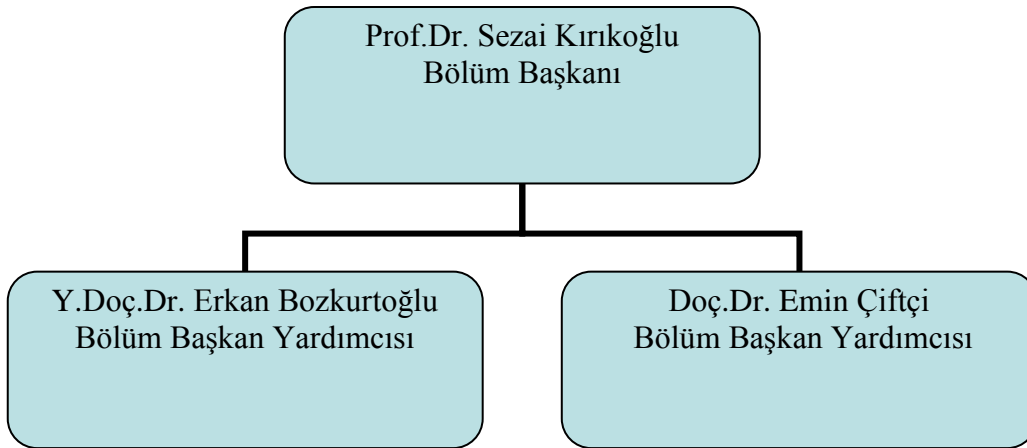 Prof.Dr. Sezai Kırıkoğlu
Bölüm Başkanı
Y.Doç.Dr. Erkan Bozkurtoğlu
Bölüm Başkan Yardımcısı
Doç.Dr. Emin Çiftçi
Bölüm Başkan Yardımcısı